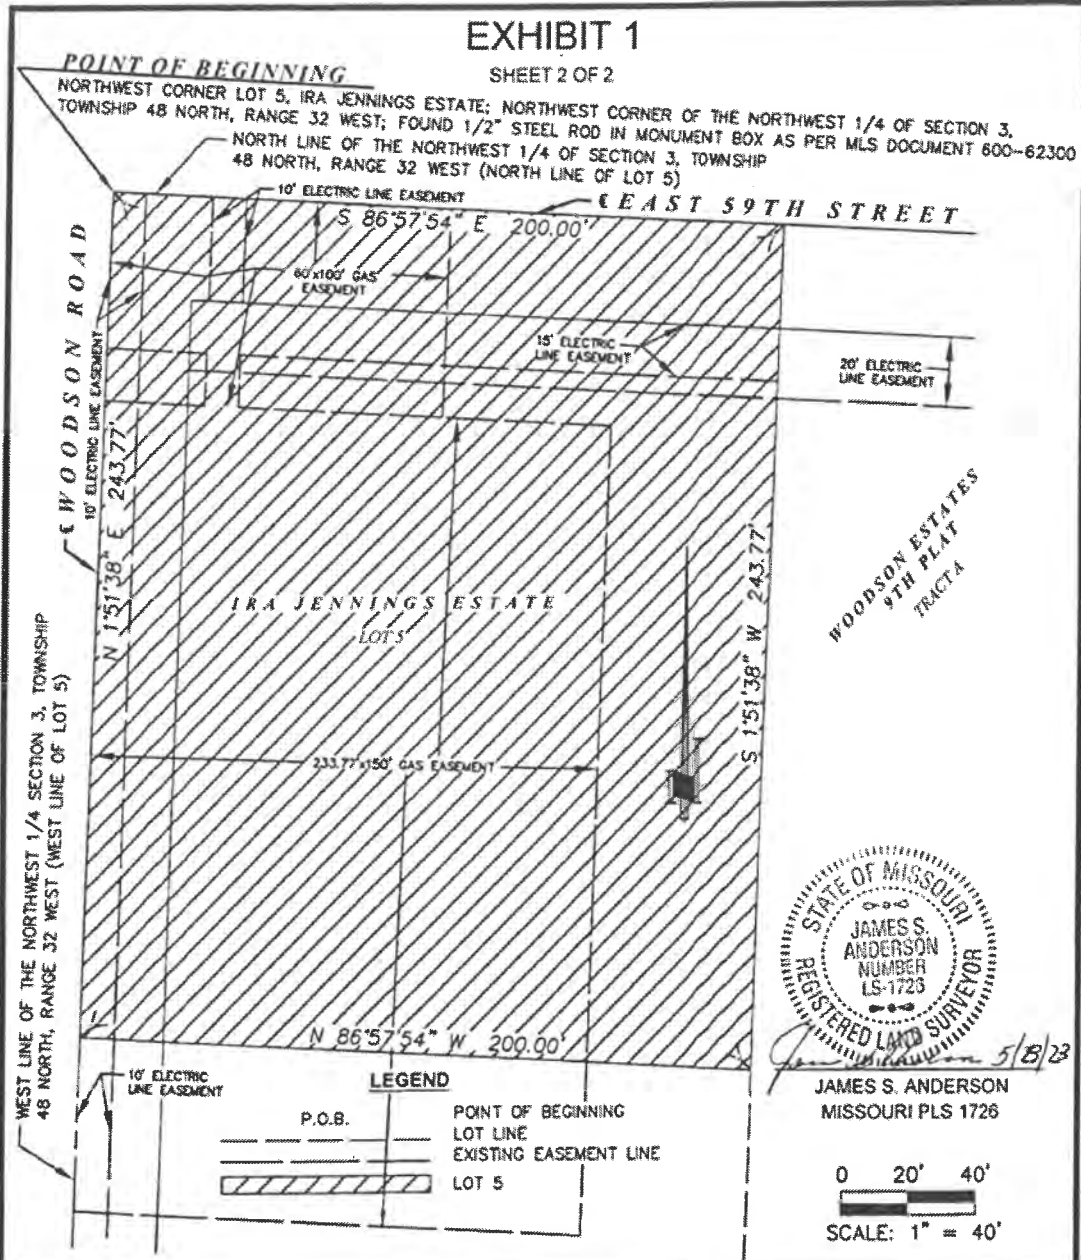 EXHIBIT 1
SHEET 2 OF 2
POINT OF BEGINNING
NORTHWEST CORNER LOT 5, IRA JENNINGS ESTATE; NORTHWEST CORNER OF THE NORTHWEST 1/4 OF SECTION 3,
TOWNSHIP 48 NORTH, RANGE 32 WEST; FOUND 1/2" STEEL ROD IN MONUMENT BOX AS PER MLS DOCUMENT 600-62300
NORTH LINE OF THE NORTHWEST 1/4 OF SECTION 3, TOWNSHIP
48 NORTH, RANGE 32 WEST (NORTH LINE OF LOT 5)
10' ELECTRIC LINE EASEMENT
℄ EAST 59TH STREET
S 86°57'54" E 200.00'
℄ WOODSON ROAD
10' ELECTRIC LINE EASEMENT
60'x100' GAS
EASEMENT
15' ELECTRIC
LINE EASEMENT
20' ELECTRIC
LINE EASEMENT
N 1°51'38" E 243.77'
WOODSON ESTATES
9TH PLAT
TRACT A
IRA JENNINGS ESTATE
LOT 5
S 1°51'38" W 243.77'
WEST LINE OF THE NORTHWEST 1/4 SECTION 3, TOWNSHIP
48 NORTH, RANGE 32 WEST (WEST LINE OF LOT 5)
233.77'x150' GAS EASEMENT
N
STATE OF MISSOURI
JAMES S.
ANDERSON
NUMBER
LS-1726
REGISTERED LAND SURVEYOR
N 86°57'54" W 200.00'
10' ELECTRIC
LINE EASEMENT
JAMES S. ANDERSON
MISSOURI PLS 1726
LEGEND
P.O.B. POINT OF BEGINNING
LOT LINE
EXISTING EASEMENT LINE
LOT 5
0 20' 40'
SCALE: 1" = 40'